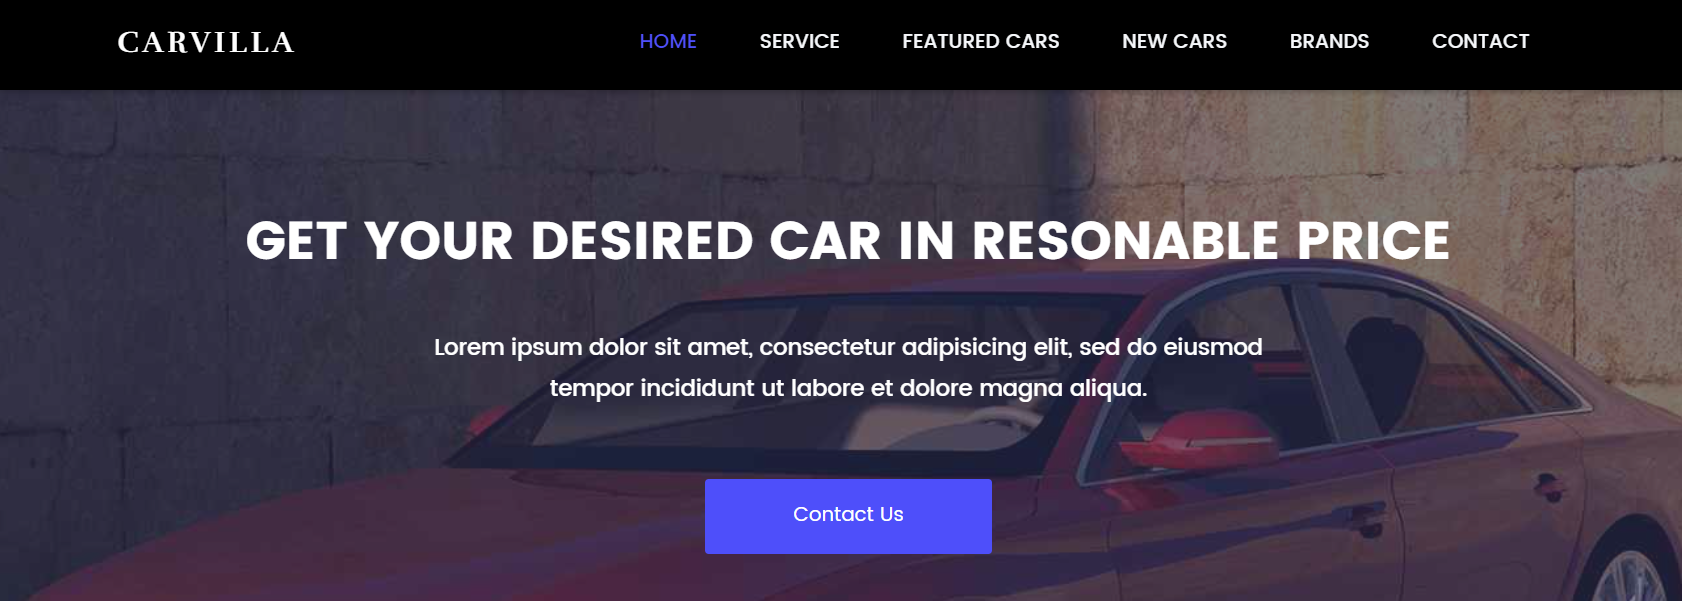 CARVILLA
HOME SERVICE FEATURED CARS NEW CARS BRANDS CONTACT
GET YOUR DESIRED CAR IN RESONABLE PRICE
Lorem ipsum dolor sit amet, consectetur adipisicing elit, sed do eiusmod
tempor incididunt ut labore et dolore magna aliqua.
Contact Us